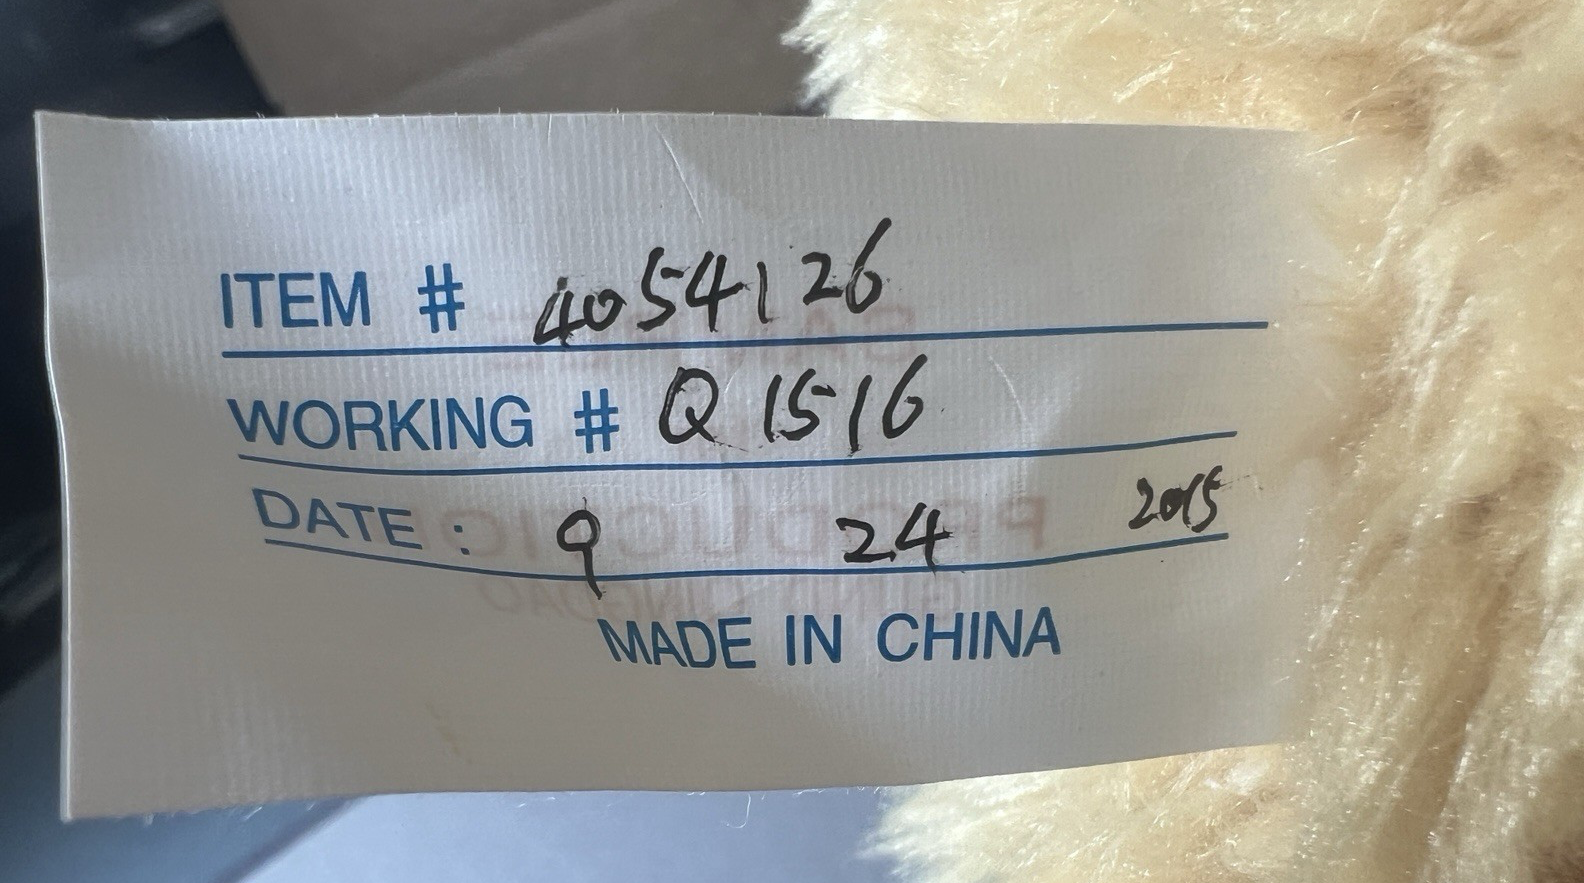 ITEM # 4054126
WORKING # Q1516
DATE: 9 24 2015
MADE IN CHINA